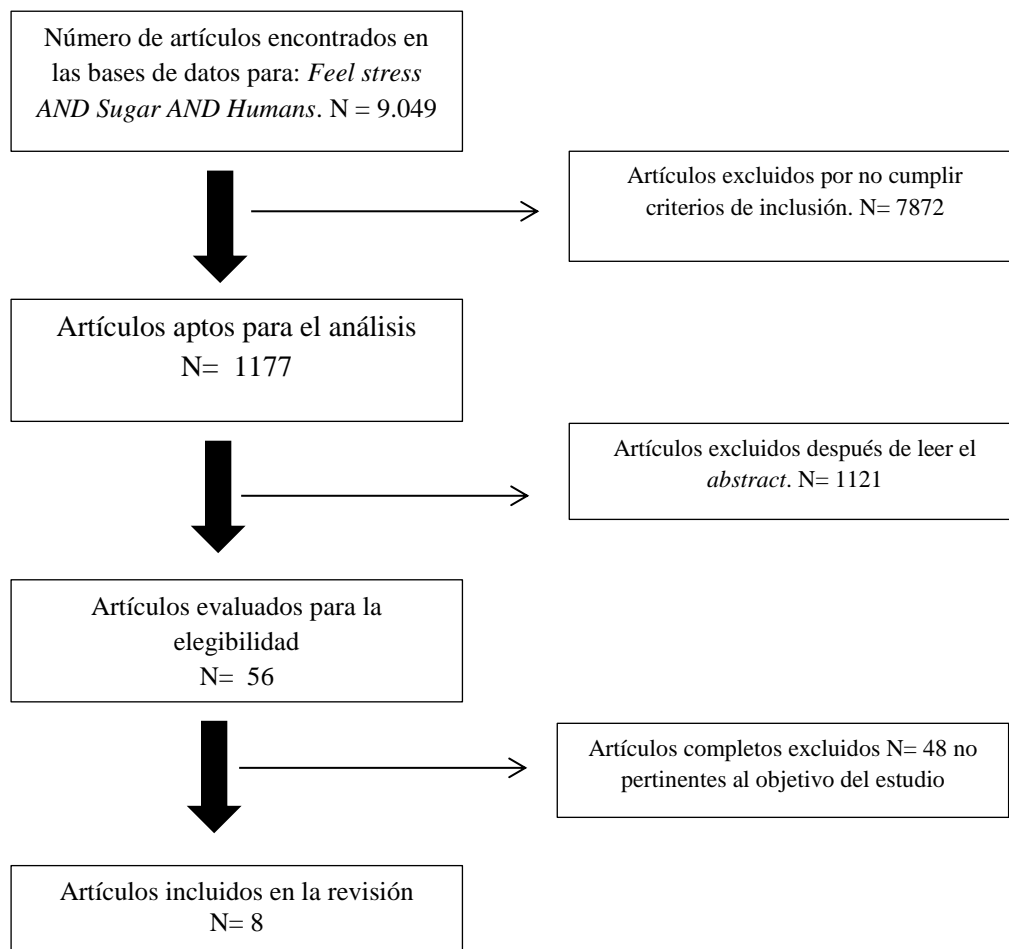 Número de artículos encontrados en
las bases de datos para: Feel stress
AND Sugar AND Humans. N = 9.049
Artículos excluidos por no cumplir
criterios de inclusión. N= 7872
Artículos aptos para el análisis
N= 1177
Artículos excluidos después de leer el
abstract. N= 1121
Artículos evaluados para la
elegibilidad
N= 56
Artículos completos excluidos N= 48 no
pertinentes al objetivo del estudio
Artículos incluidos en la revisión
N= 8